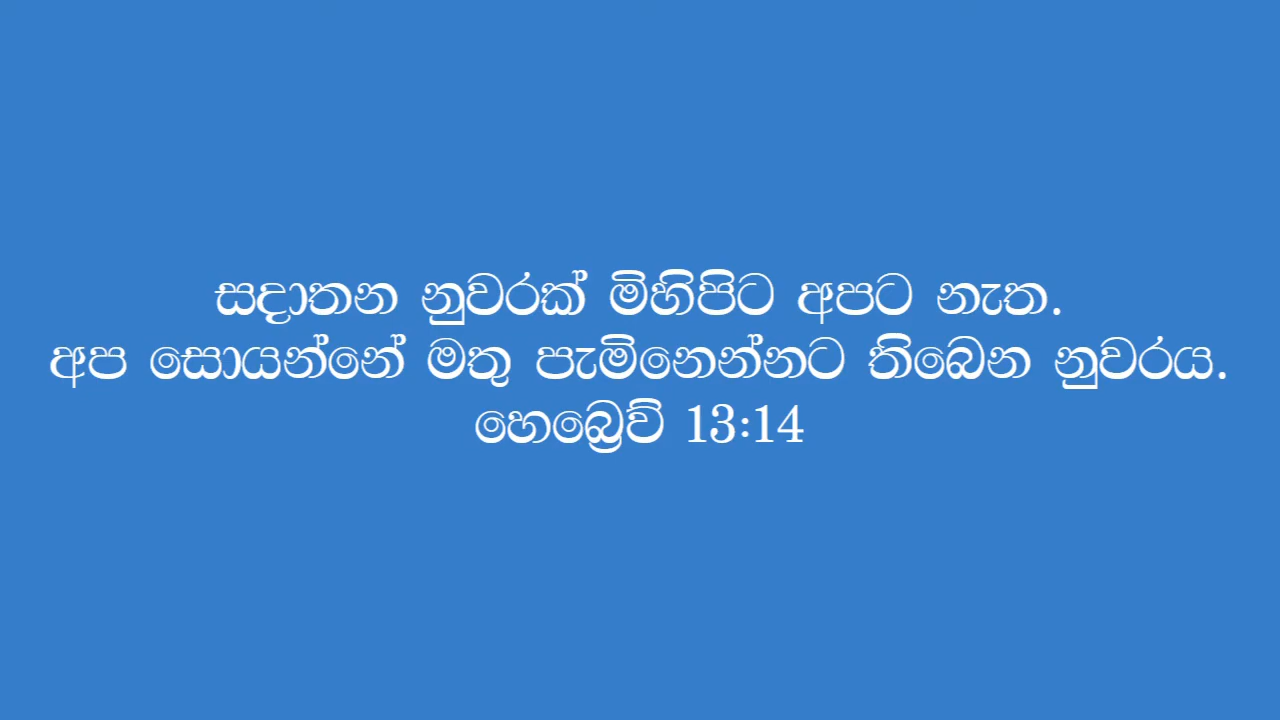 සදාතන නුවරක් මිහිපිට අපට නැත.
අප සොයන්නේ මතු පැමිනෙන්නට තිබෙන නුවරය.
හෙබ්‍රෙව් 13:14